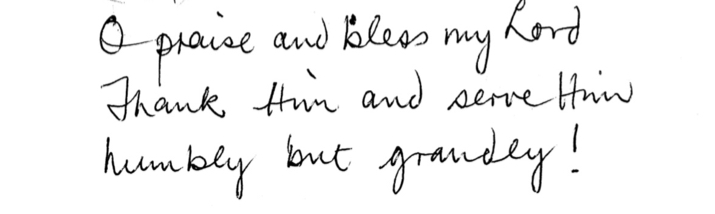 O praise and bless my Lord
Thank Him and serve Him
humbly but grandly!